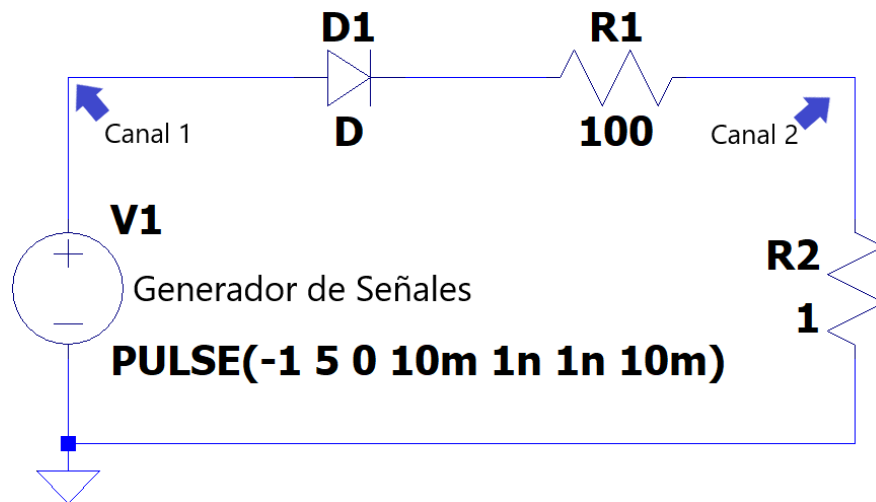 D1
R1
Canal 1
D
100
Canal 2
V1
R2
Generador de Señales
1
PULSE(-1 5 0 10m 1n 1n 10m)